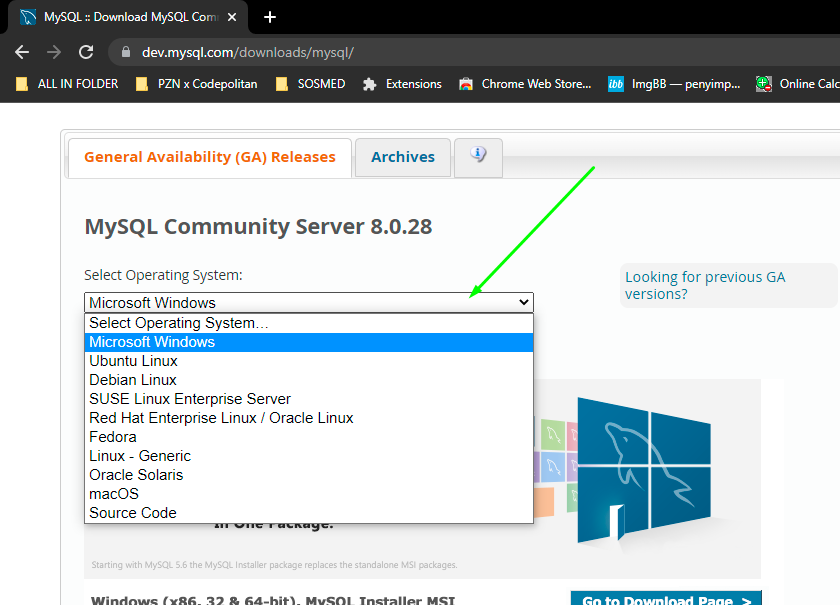 MySQL :: Download MySQL Com
dev.mysql.com/downloads/mysql/
ALL IN FOLDER PZN x Codepolitan SOSMED Extensions Chrome Web Store... ibb ImgBB — penyimp... Online Calc
General Availability (GA) Releases Archives
MySQL Community Server 8.0.28
Select Operating System:
Looking for previous GA
versions?
Microsoft Windows
Select Operating System…
Microsoft Windows
Ubuntu Linux
Debian Linux
SUSE Linux Enterprise Server
Red Hat Enterprise Linux / Oracle Linux
Fedora
Linux - Generic
Oracle Solaris
macOS
Source Code
In One Package.
Starting with MySQL 5.6 the MySQL Installer package replaces the standalone MSI packages.
Windows (x86, 32 & 64-bit), MySQL Installer MSI
Go to Download Page >